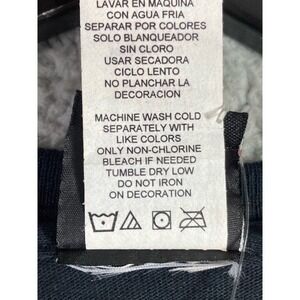 LAVAR EN MAQUINA
CON AGUA FRIA
SEPARAR POR COLORES
SOLO BLANQUEADOR
SIN CLORO
USAR SECADORA
CICLO LENTO
NO PLANCHAR LA
DECORACION
MACHINE WASH COLD
SEPARATELY WITH
LIKE COLORS
ONLY NON-CHLORINE
BLEACH IF NEEDED
TUMBLE DRY LOW
DO NOT IRON
ON DECORATION